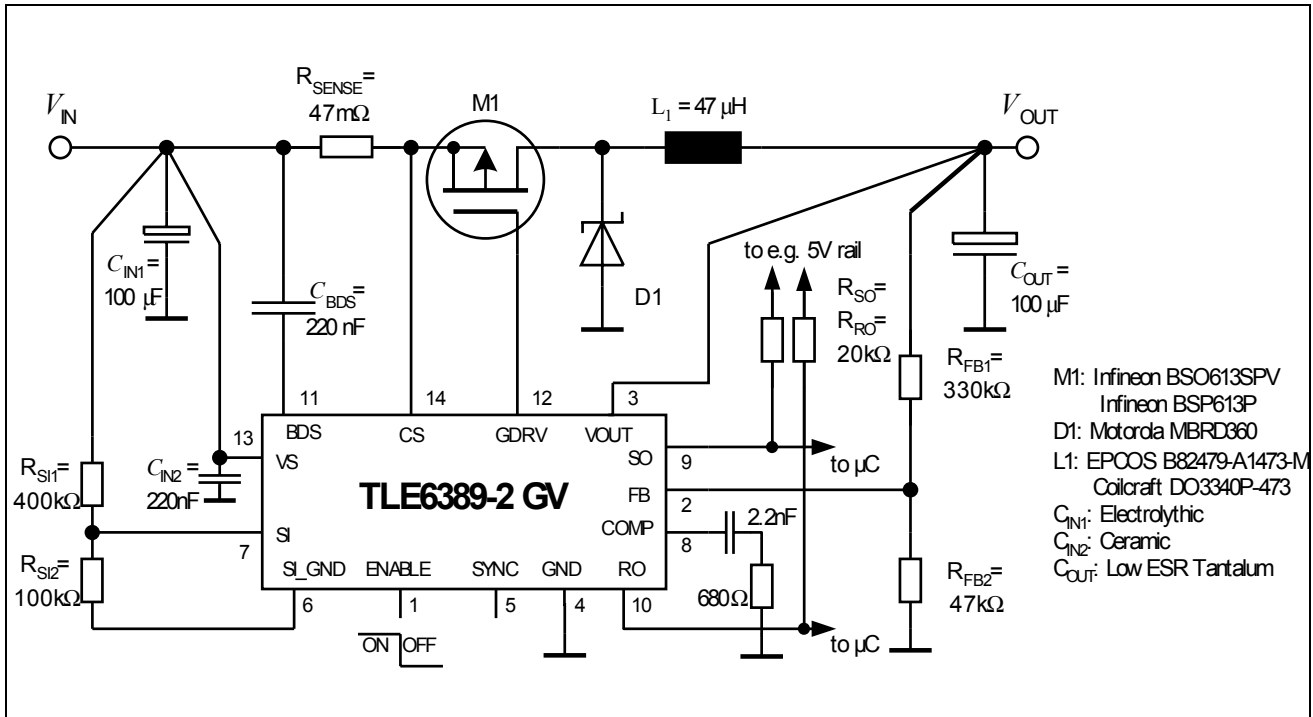 R_SENSE=
47mΩ
M1
L₁ = 47 µH
V_IN
V_OUT
C_IN1=
100 µF
C_BDS=
220 nF
D1
to e.g. 5V rail
R_SO=
R_RO=
20kΩ
C_OUT=
100 µF
R_FB1=
330kΩ
M1: Infineon BSO613SPV
Infineon BSP613P
D1: Motorola MBRD360
L1: EPCOS B82479-A1473-M
Coilcraft DO3340P-473
C_IN1: Electrolythic
C_IN2: Ceramic
C_OUT: Low ESR Tantalum
11
14
12
3
13
BDS
CS
GDRV
VOUT
VS
SO
9
to µC
R_SI1=
400kΩ
C_IN2=
220nF
TLE6389-2 GV
FB
2
COMP
8
2.2nF
SI
7
R_SI2=
100kΩ
SI_GND
ENABLE
SYNC
GND
RO
6
1
5
4
10
680Ω
R_FB2=
47kΩ
ON
OFF
to µC